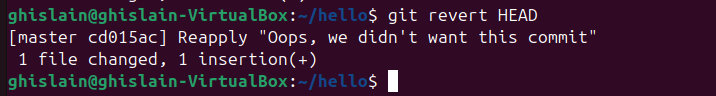 ghislain@ghislain-VirtualBox:~/hello$ git revert HEAD
[master cd015ac] Reapply "Oops, we didn't want this commit"
 1 file changed, 1 insertion(+)
ghislain@ghislain-VirtualBox:~/hello$